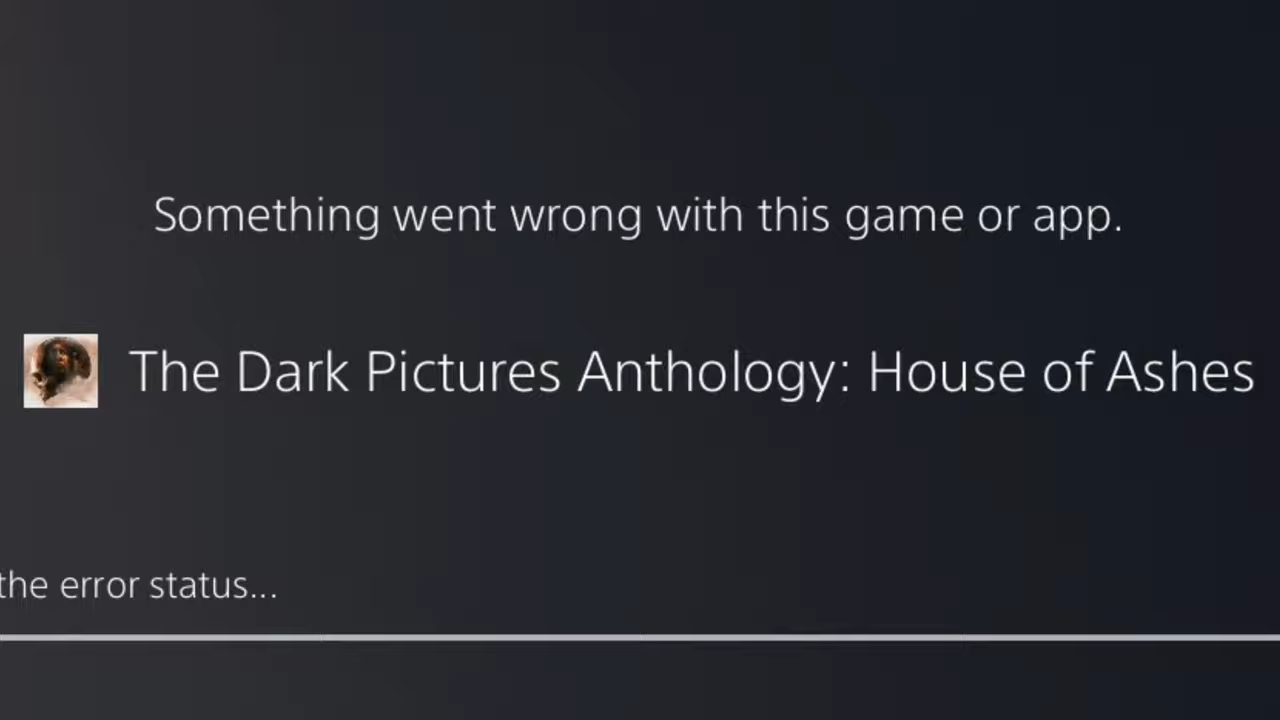 Something went wrong with this game or app.
The Dark Pictures Anthology: House of Ashes
the error status...